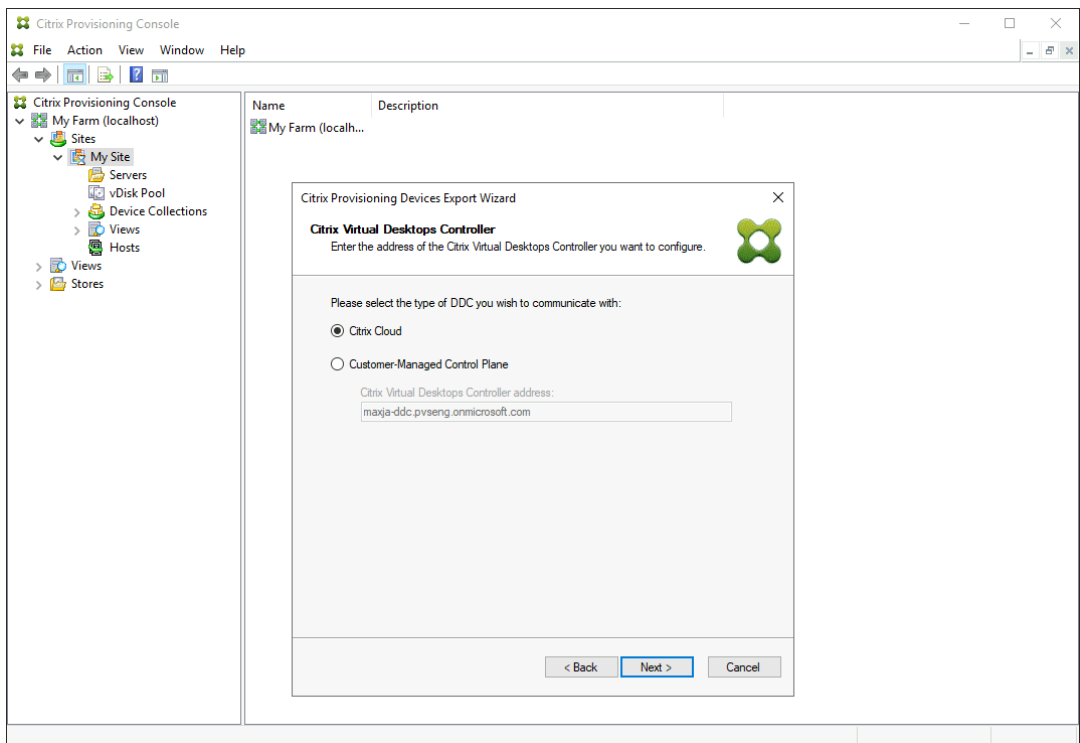 Citrix Provisioning Console
File Action View Window Help
Citrix Provisioning Console
My Farm (localhost)
Sites
My Site
Servers
vDisk Pool
Device Collections
Views
Hosts
Views
Stores
Name Description
My Farm (localh...
Citrix Provisioning Devices Export Wizard
Citrix Virtual Desktops Controller
Enter the address of the Citrix Virtual Desktops Controller you want to configure.
Please select the type of DDC you wish to communicate with:
Citrix Cloud
Customer-Managed Control Plane
Citrix Virtual Desktops Controller address:
maxja-ddc.pvseng.onmicrosoft.com
< Back Next > Cancel